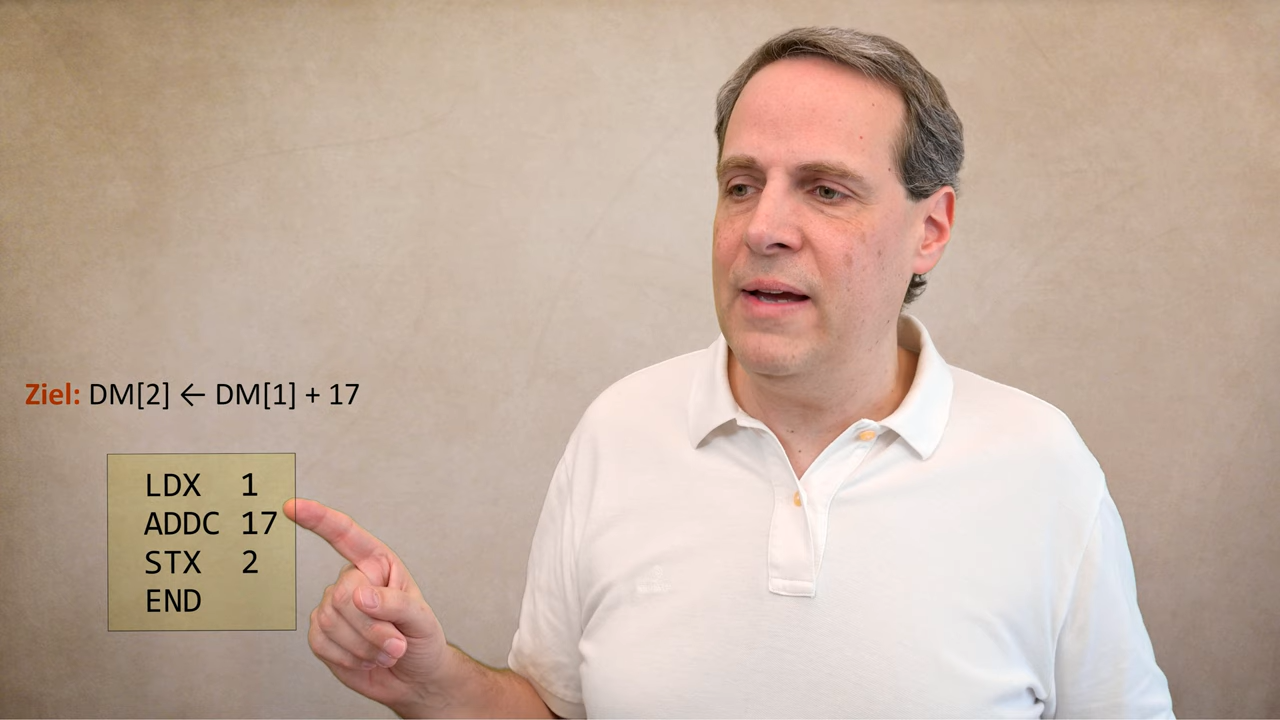 Ziel: DM[2] ← DM[1] + 17
LDX 1
ADDC 17
STX 2
END